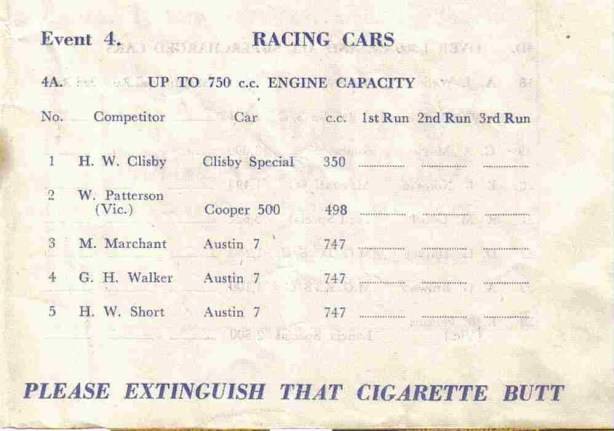 Event 4. RACING CARS
4A. UP TO 750 c.c. ENGINE CAPACITY
No. Competitor Car c.c. 1st Run 2nd Run 3rd Run
1 H. W. Clisby Clisby Special 350
2 W. Patterson
(Vic.) Cooper 500 498
3 M. Marchant Austin 7 747
4 G. H. Walker Austin 7 747
5 H. W. Short Austin 7 747
PLEASE EXTINGUISH THAT CIGARETTE BUTT